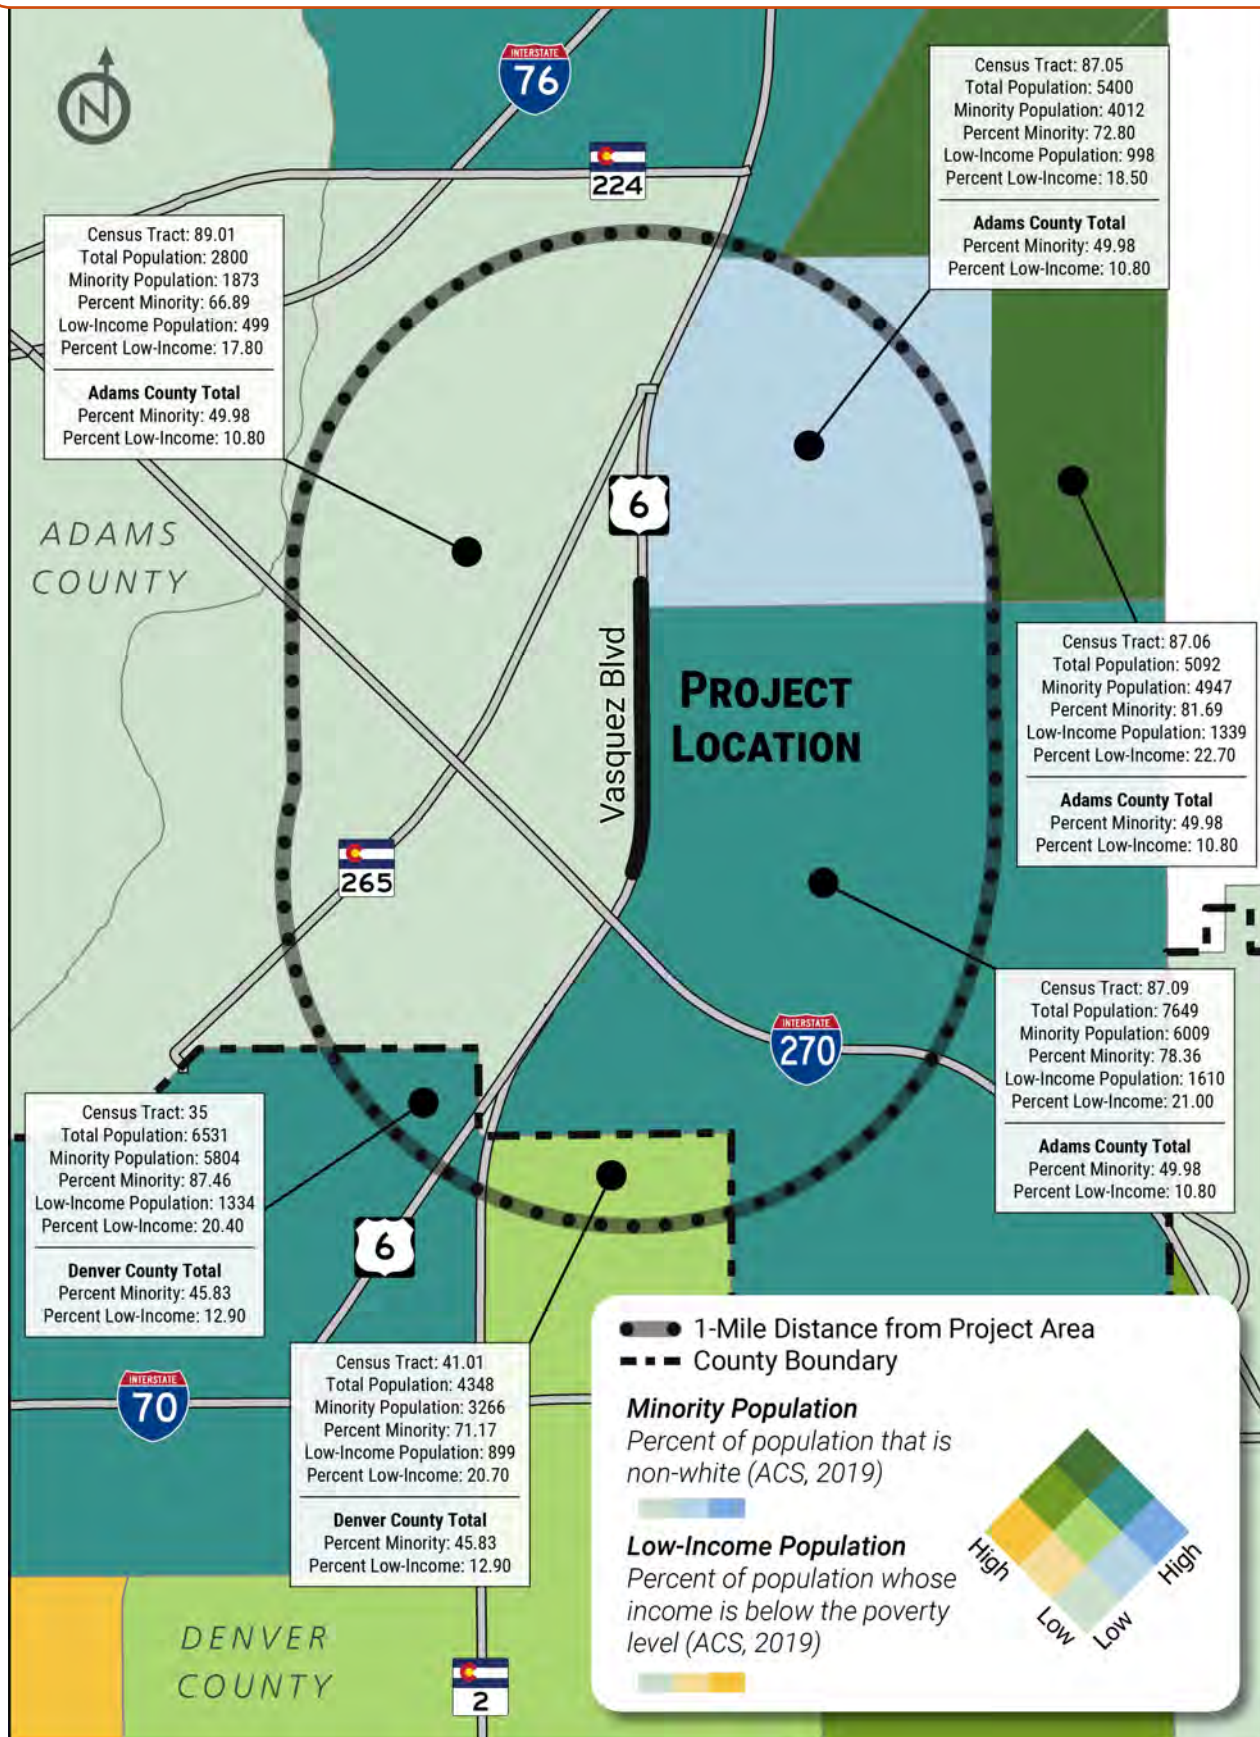 N
INTERSTATE
76
224
Census Tract: 87.05
Total Population: 5400
Minority Population: 4012
Percent Minority: 72.80
Low-Income Population: 998
Percent Low-Income: 18.50
Adams County Total
Percent Minority: 49.98
Percent Low-Income: 10.80
Census Tract: 89.01
Total Population: 2800
Minority Population: 1873
Percent Minority: 66.89
Low-Income Population: 499
Percent Low-Income: 17.80
Adams County Total
Percent Minority: 49.98
Percent Low-Income: 10.80
ADAMS
COUNTY
6
Vasquez Blvd
PROJECT
LOCATION
Census Tract: 87.06
Total Population: 5092
Minority Population: 4947
Percent Minority: 81.69
Low-Income Population: 1339
Percent Low-Income: 22.70
Adams County Total
Percent Minority: 49.98
Percent Low-Income: 10.80
265
INTERSTATE
270
Census Tract: 87.09
Total Population: 7649
Minority Population: 6009
Percent Minority: 78.36
Low-Income Population: 1610
Percent Low-Income: 21.00
Adams County Total
Percent Minority: 49.98
Percent Low-Income: 10.80
Census Tract: 35
Total Population: 6531
Minority Population: 5804
Percent Minority: 87.46
Low-Income Population: 1334
Percent Low-Income: 20.40
Denver County Total
Percent Minority: 45.83
Percent Low-Income: 12.90
6
INTERSTATE
70
Census Tract: 41.01
Total Population: 4348
Minority Population: 3266
Percent Minority: 71.17
Low-Income Population: 899
Percent Low-Income: 20.70
Denver County Total
Percent Minority: 45.83
Percent Low-Income: 12.90
DENVER
COUNTY
2
1-Mile Distance from Project Area
County Boundary
Minority Population
Percent of population that is
non-white (ACS, 2019)
Low-Income Population
Percent of population whose
income is below the poverty
level (ACS, 2019)
High
Low
Low
High